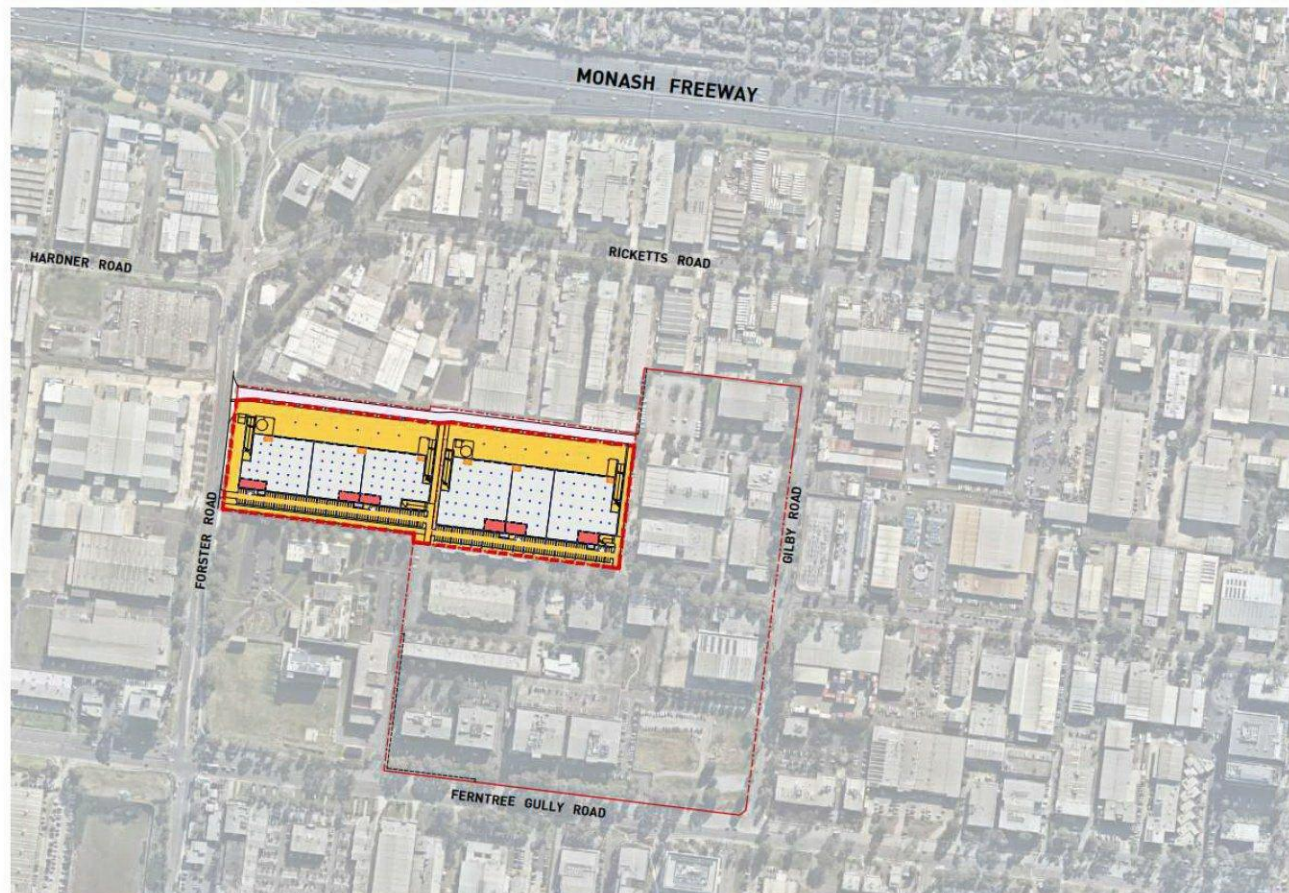 MONASH FREEWAY
RICKETTS ROAD
HARDNER ROAD
GILBY ROAD
FORSTER ROAD
FERNTREE GULLY ROAD